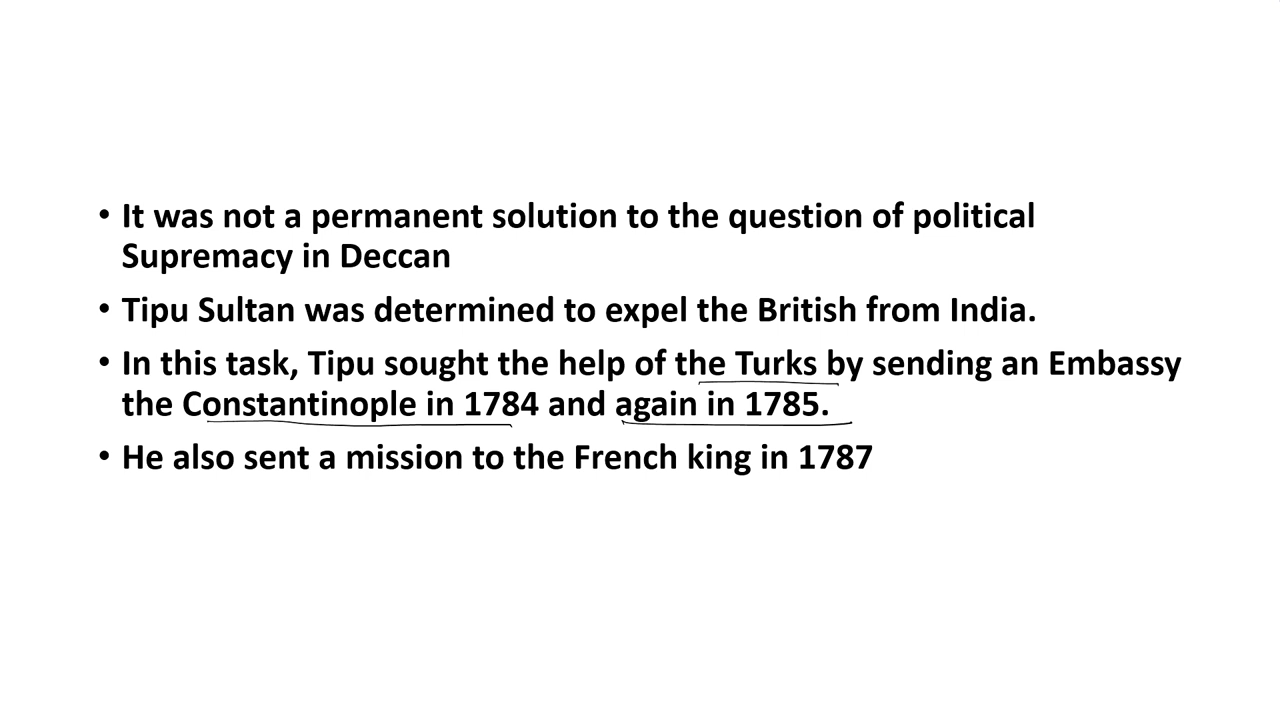 • It was not a permanent solution to the question of political
Supremacy in Deccan
• Tipu Sultan was determined to expel the British from India.
• In this task, Tipu sought the help of the Turks by sending an Embassy
the Constantinople in 1784 and again in 1785.
• He also sent a mission to the French king in 1787